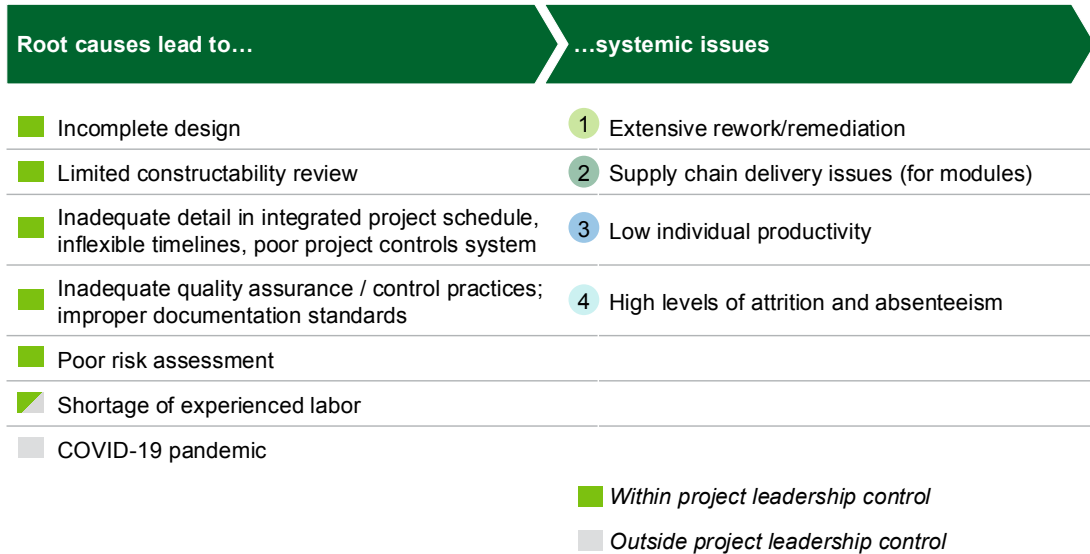 Root causes lead to…
…systemic issues
Incomplete design
1 Extensive rework/remediation
Limited constructability review
2 Supply chain delivery issues (for modules)
Inadequate detail in integrated project schedule,
inflexible timelines, poor project controls system
3 Low individual productivity
Inadequate quality assurance / control practices;
improper documentation standards
4 High levels of attrition and absenteeism
Poor risk assessment
Shortage of experienced labor
COVID-19 pandemic
Within project leadership control
Outside project leadership control